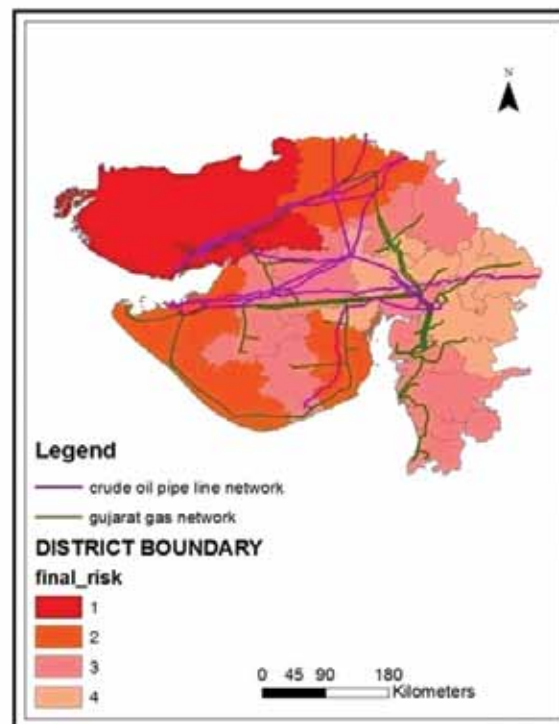 N
Legend
crude oil pipe line network
gujarat gas network
DISTRICT BOUNDARY
final_risk
1
2
3
4
0 45 90 180
Kilometers